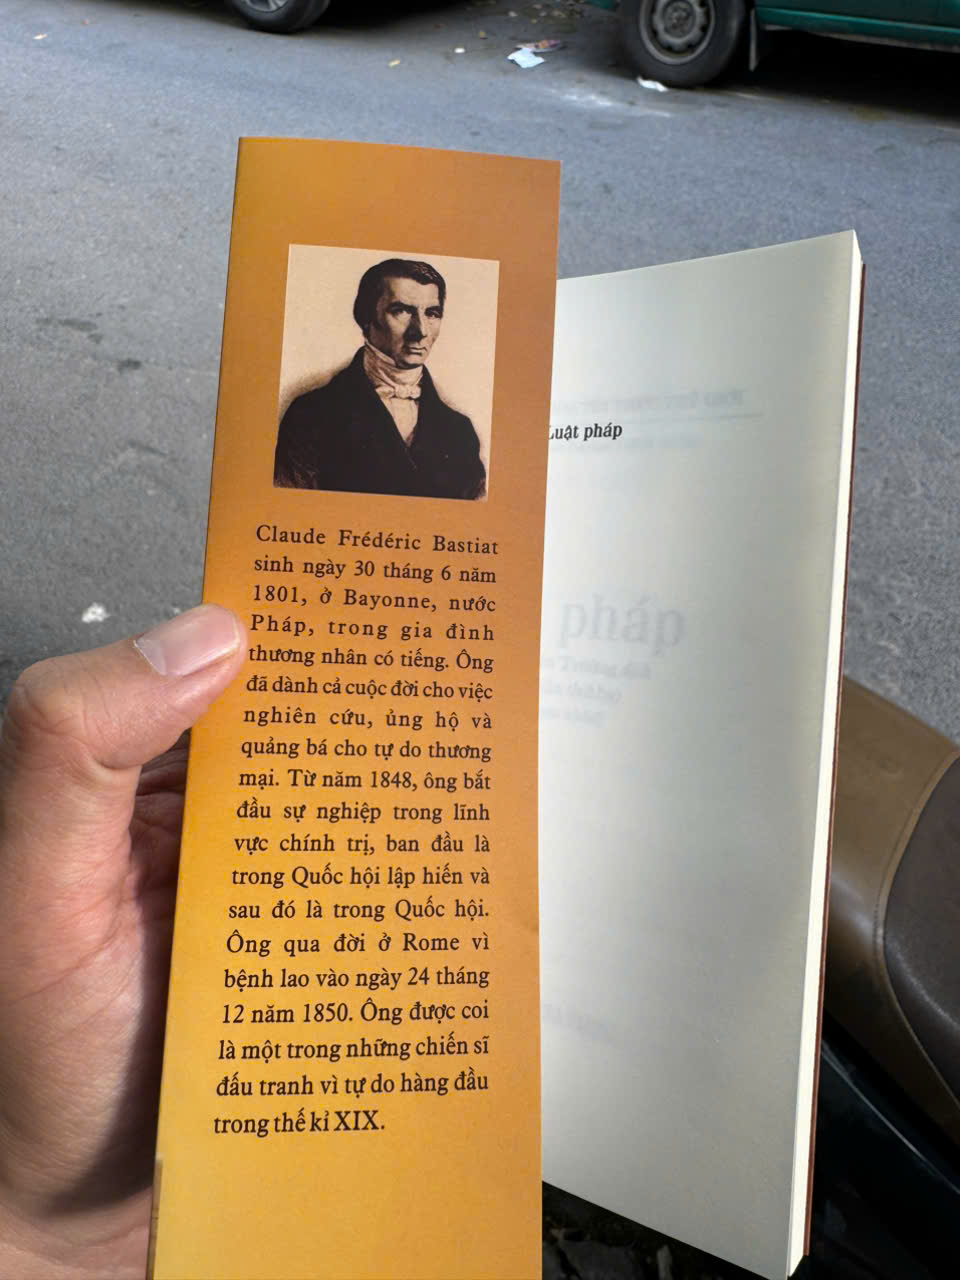 Claude Frédéric Bastiat
sinh ngày 30 tháng 6 năm
1801, ở Bayonne, nước
Pháp, trong gia đình
thương nhân có tiếng. Ông
đã dành cả cuộc đời cho việc
nghiên cứu, ủng hộ và
quảng bá cho tự do thương
mại. Từ năm 1848, ông bắt
đầu sự nghiệp trong lĩnh
vực chính trị, ban đầu là
trong Quốc hội lập hiến và
sau đó là trong Quốc hội.
Ông qua đời ở Rome vì
bệnh lao vào ngày 24 tháng
12 năm 1850. Ông được coi
là một trong những chiến sĩ
đấu tranh vì tự do hàng đầu
trong thế kỉ XIX.
Luật pháp
pháp